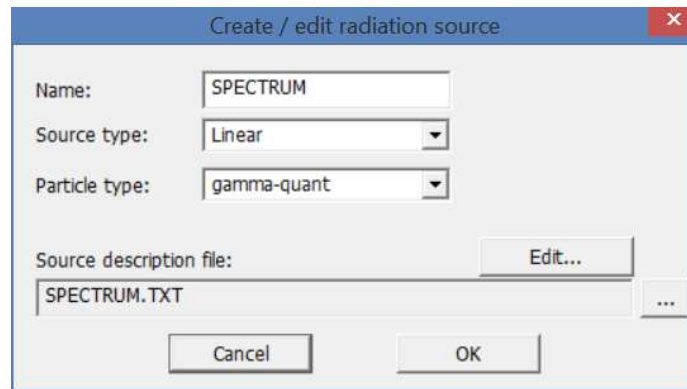 Create / edit radiation source
Name: SPECTRUM
Source type: Linear
Particle type: gamma-quant
Source description file: Edit...
SPECTRUM.TXT ...
Cancel OK